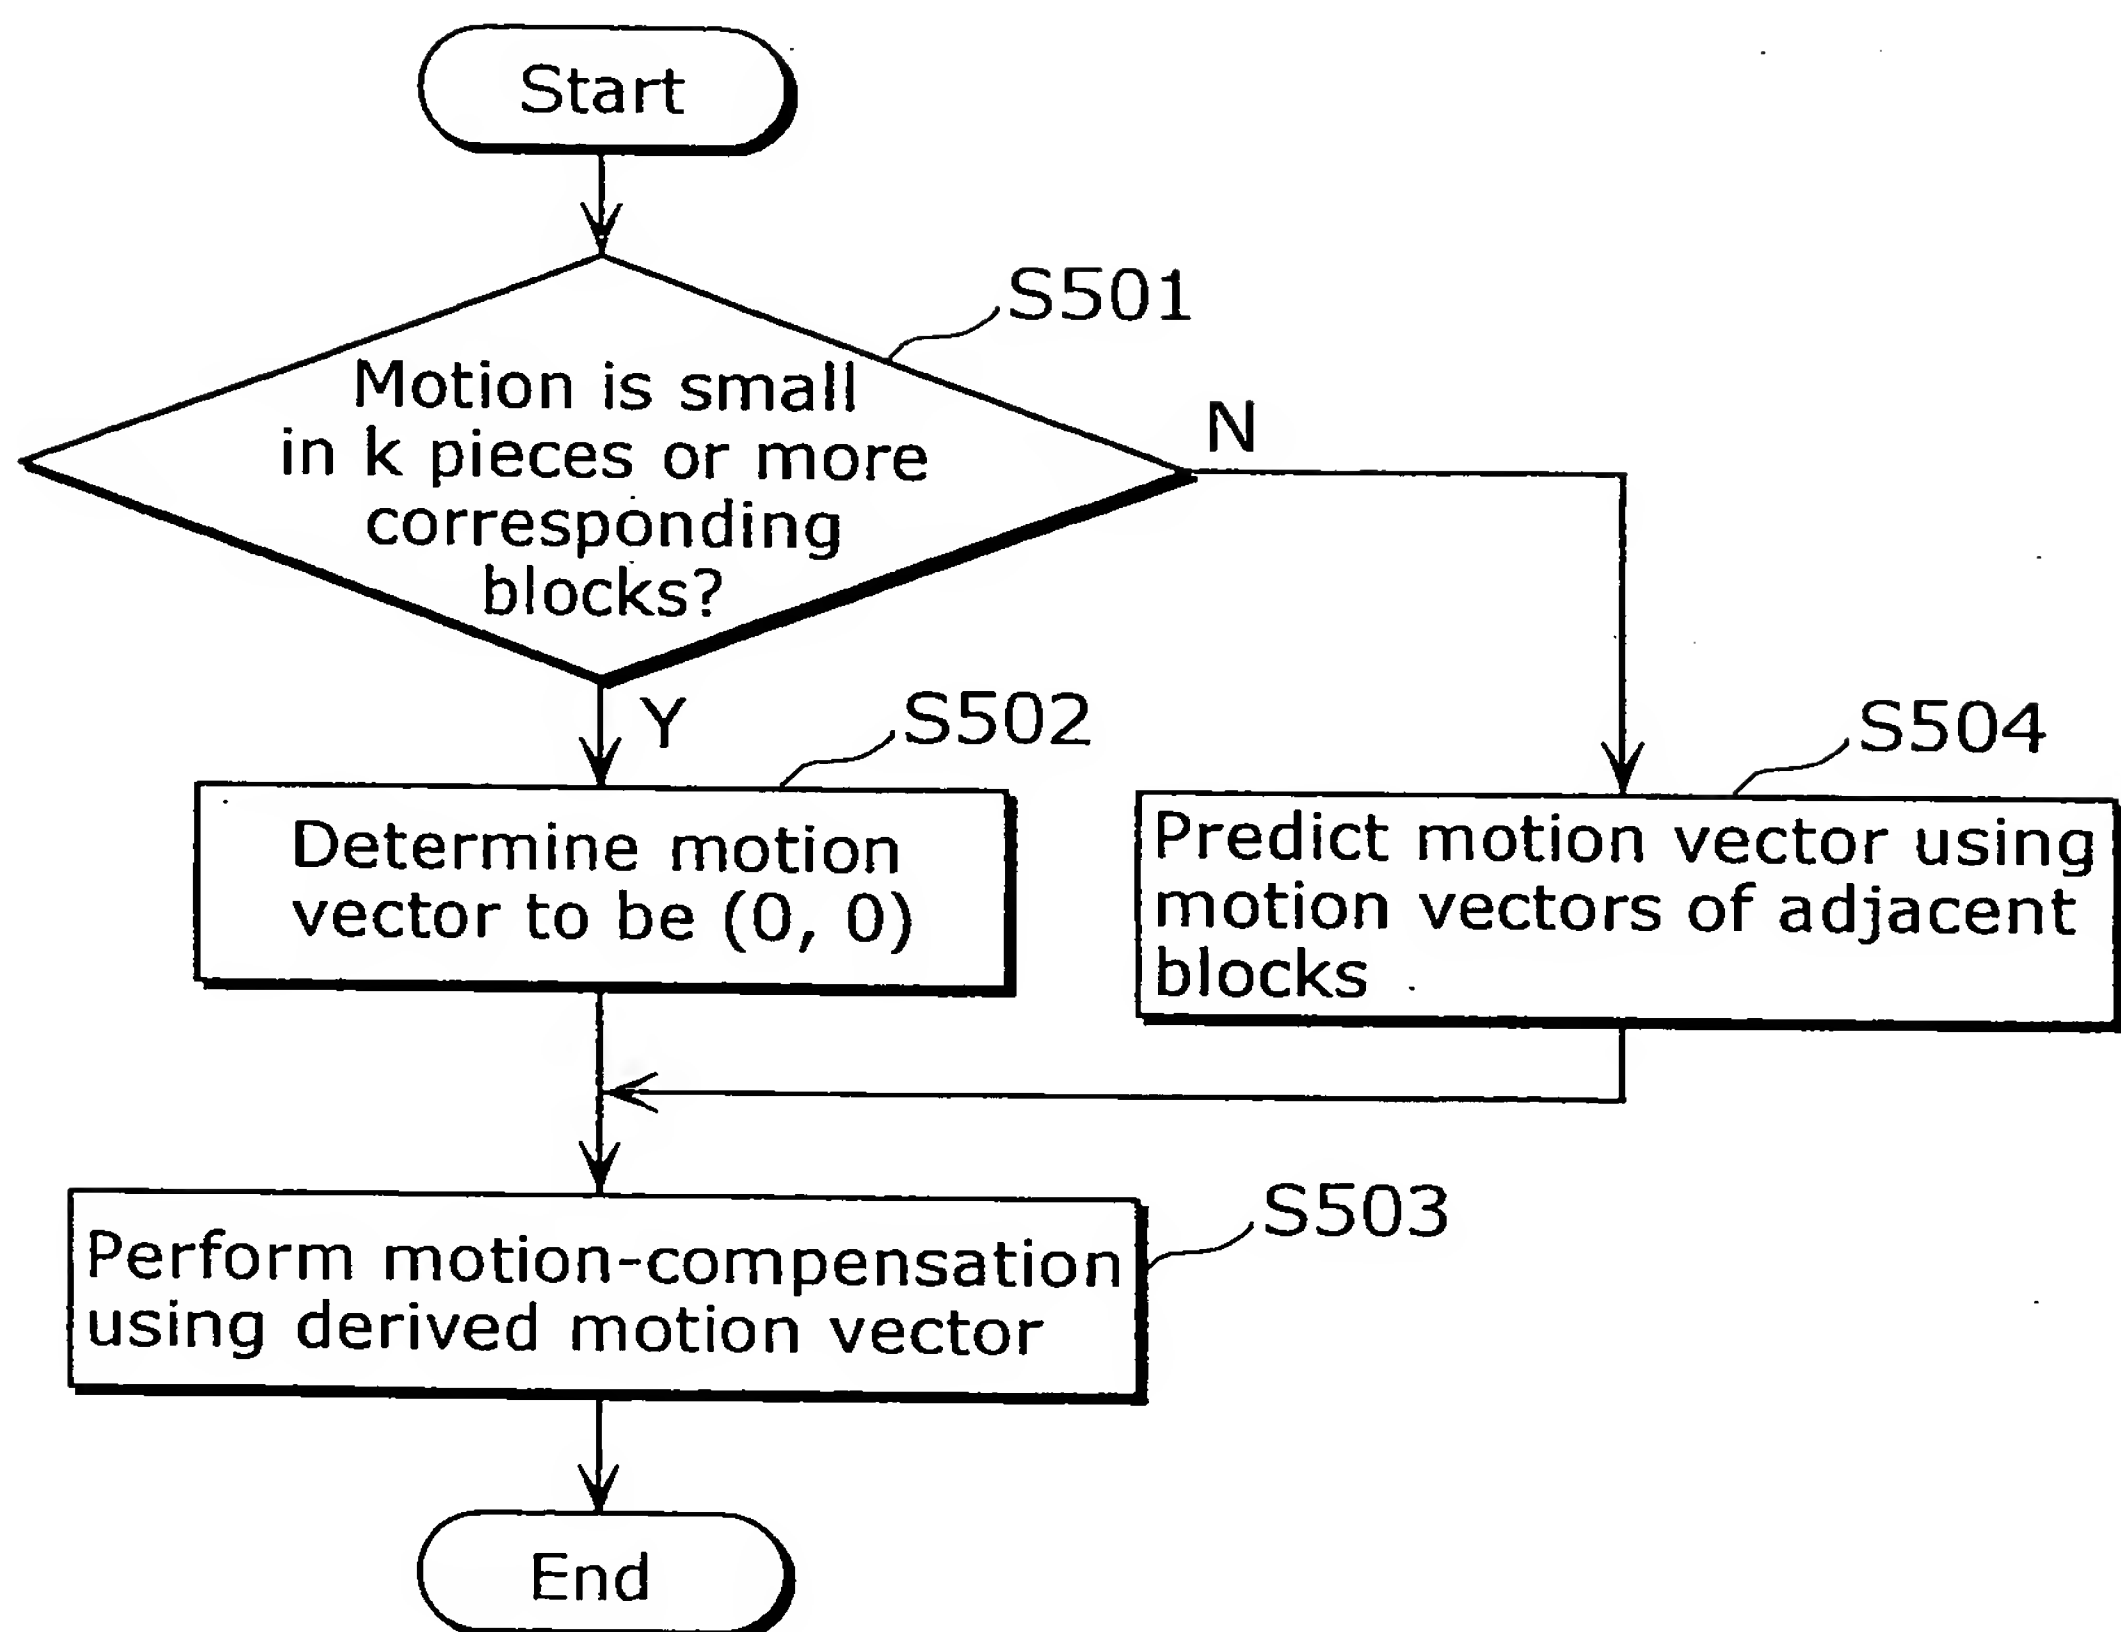 Start
S501
Motion is small
in k pieces or more
corresponding
blocks?
N
Y
S502
S504
Determine motion
vector to be (0, 0)
Predict motion vector using
motion vectors of adjacent
blocks
S503
Perform motion-compensation
using derived motion vector
End